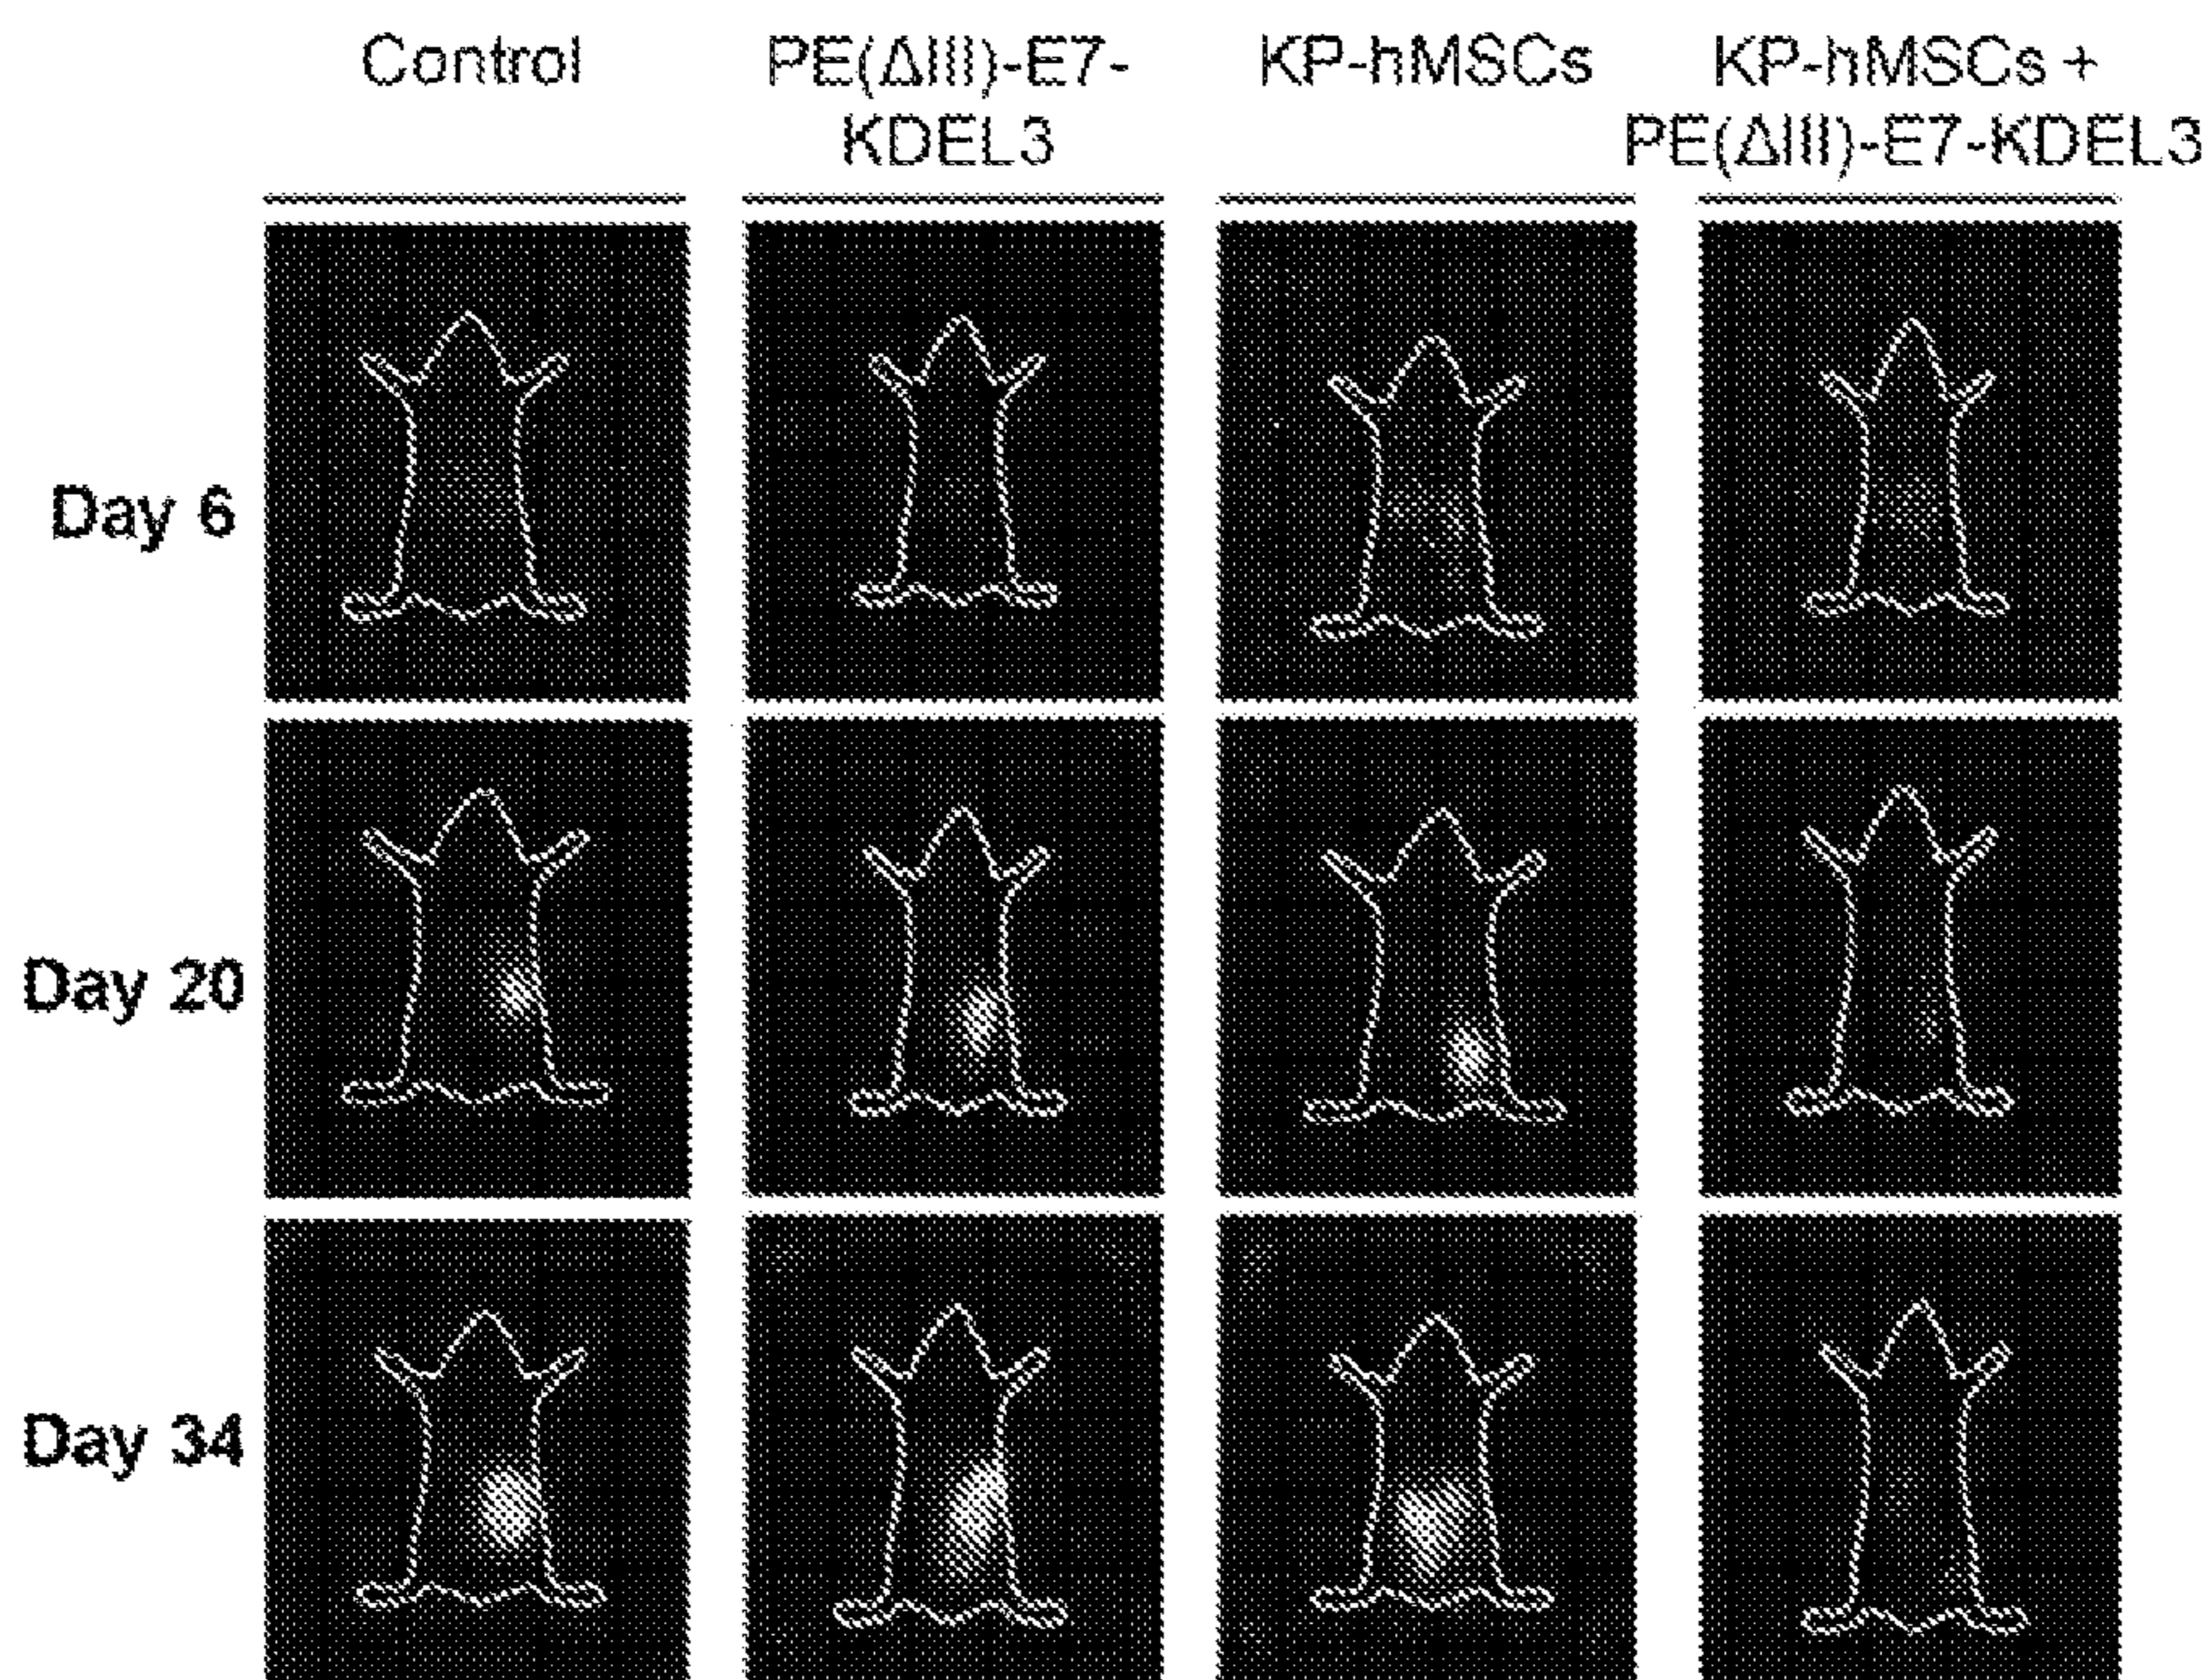 Control
PE(ΔIII)-E7-
KDEL3
KP-hMSCs
KP-hMSCs +
PE(ΔIII)-E7-KDEL3
Day 6
Day 20
Day 34